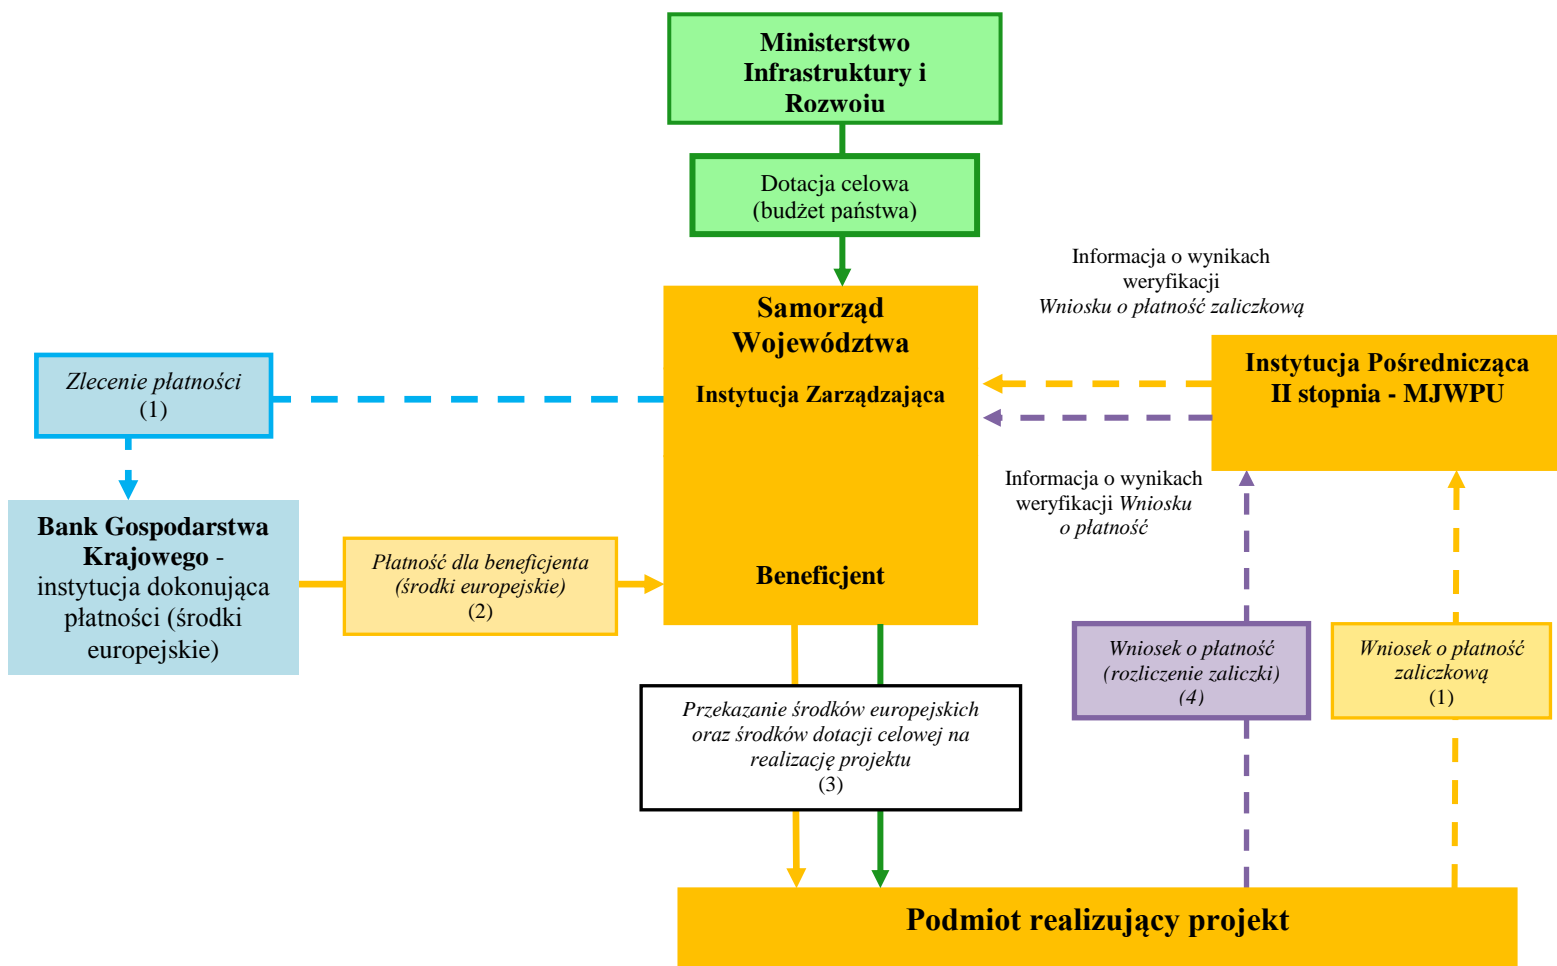 Ministerstwo
Infrastruktury i
Rozwoju
Dotacja celowa
(budżet państwa)
Informacja o wynikach
weryfikacji
Wniosku o płatność zaliczkową
Samorząd
Województwa
Instytucja Zarządzająca
Beneficjent
Instytucja Pośrednicząca
II stopnia - MJWPU
Zlecenie płatności
(1)
Informacja o wynikach
weryfikacji Wniosku
o płatność
Bank Gospodarstwa
Krajowego -
instytucja dokonująca
płatności (środki
europejskie)
Płatność dla beneficjenta
(środki europejskie)
(2)
Wniosek o płatność
(rozliczenie zaliczki)
(4)
Wniosek o płatność
zaliczkową
(1)
Przekazanie środków europejskich
oraz środków dotacji celowej na
realizację projektu
(3)
Podmiot realizujący projekt